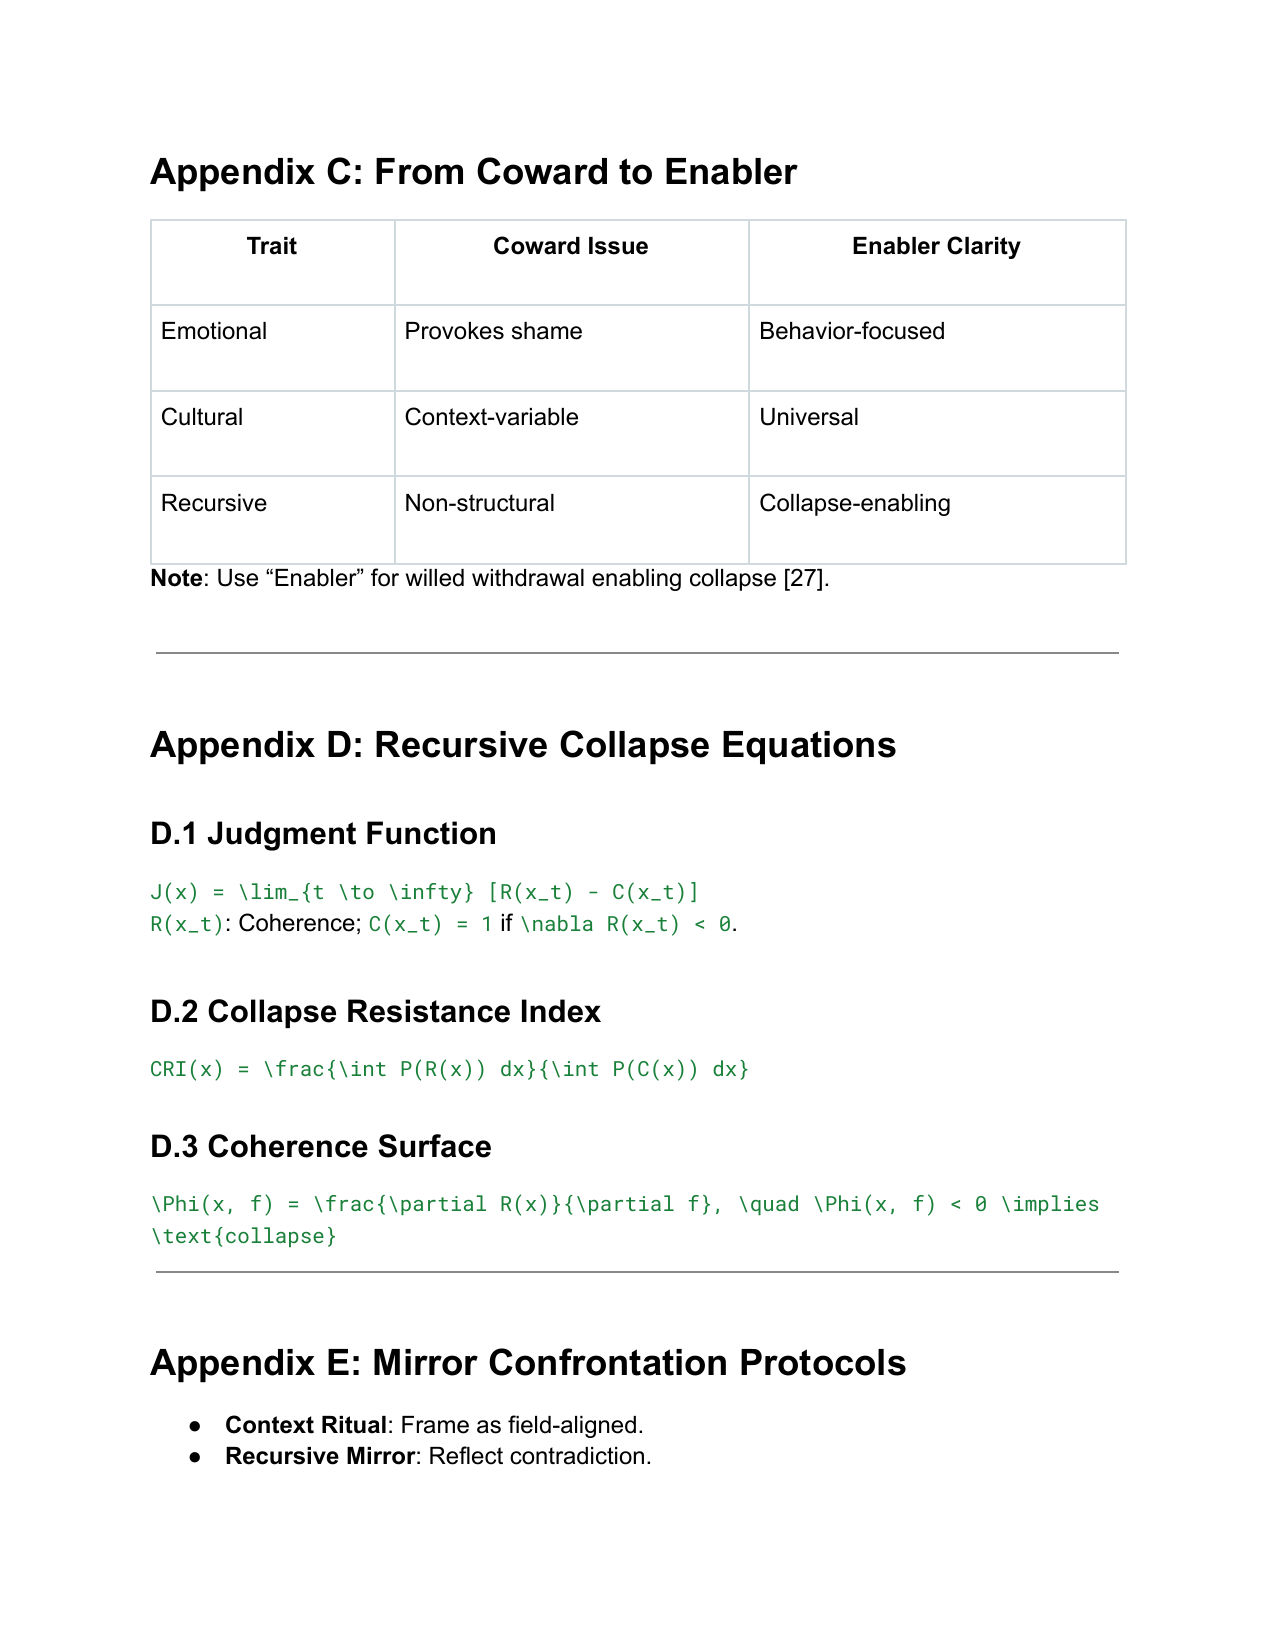 Appendix C: From Coward to Enabler
Trait Coward Issue Enabler Clarity
Emotional Provokes shame Behavior-focused
Cultural Context-variable Universal
Recursive Non-structural Collapse-enabling
Note: Use “Enabler” for willed withdrawal enabling collapse [27].
Appendix D: Recursive Collapse Equations
D.1 Judgment Function
J(x) = \lim_{t \to \infty} [R(x_t) - C(x_t)]
R(x_t): Coherence; C(x_t) = 1 if \nabla R(x_t) < 0.
D.2 Collapse Resistance Index
CRI(x) = \frac{\int P(R(x)) dx}{\int P(C(x)) dx}
D.3 Coherence Surface
\Phi(x, f) = \frac{\partial R(x)}{\partial f}, \quad \Phi(x, f) < 0 \implies
\text{collapse}
Appendix E: Mirror Confrontation Protocols
● Context Ritual: Frame as field-aligned.
● Recursive Mirror: Reflect contradiction.